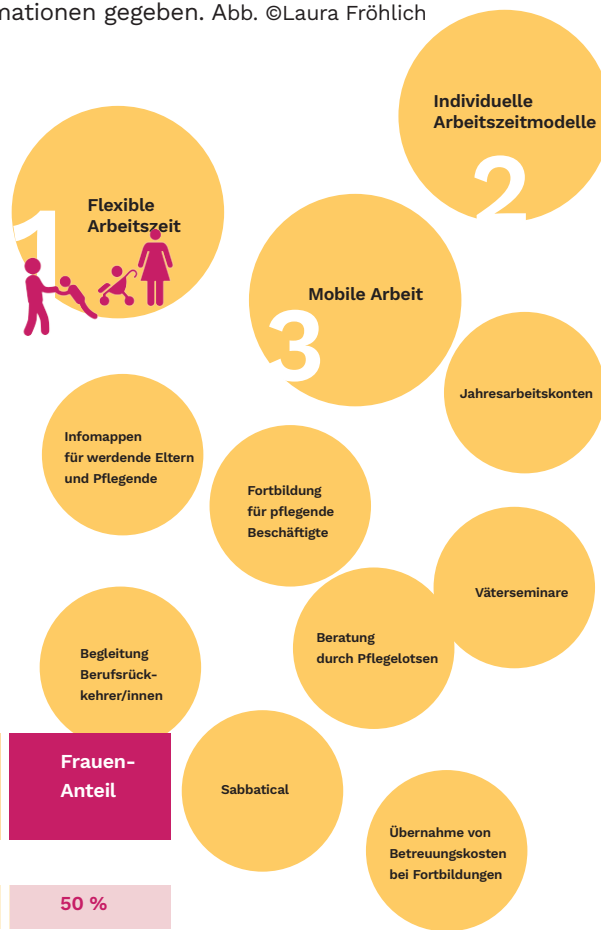 mationen gegeben. Abb. ©Laura Fröhlich
Individuelle
Arbeitszeitmodelle
2
Flexible
Arbeitszeit
1
Mobile Arbeit
3
Jahresarbeitskonten
Infomappen
für werdende Eltern
und Pflegende
Fortbildung
für pflegende
Beschäftigte
Väterseminare
Beratung
durch Pflegelotsen
Begleitung
Berufsrück-
kehrer/innen
Frauen-
Anteil
Sabbatical
Übernahme von
Betreuungskosten
bei Fortbildungen
50 %